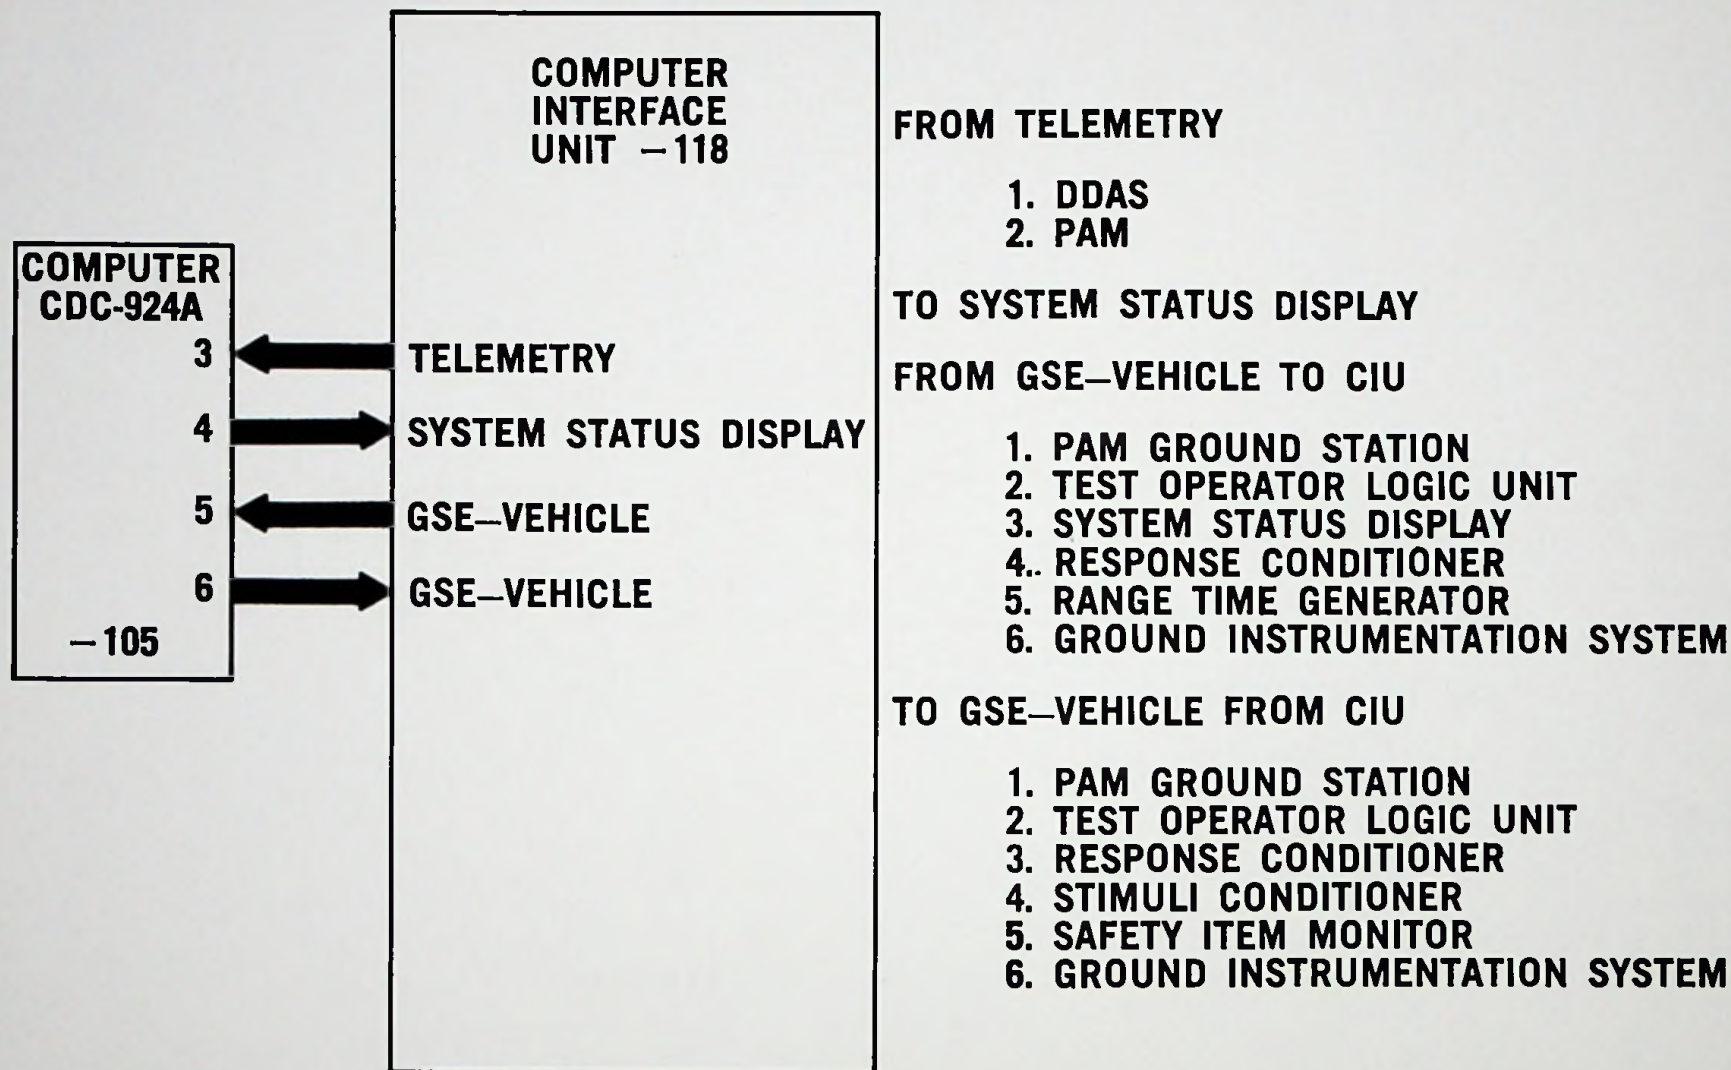 COMPUTER
INTERFACE
UNIT –118
COMPUTER
CDC-924A
3
4
5
6
–105
TELEMETRY
SYSTEM STATUS DISPLAY
GSE–VEHICLE
GSE–VEHICLE
FROM TELEMETRY
1. DDAS
2. PAM
TO SYSTEM STATUS DISPLAY
FROM GSE–VEHICLE TO CIU
1. PAM GROUND STATION
2. TEST OPERATOR LOGIC UNIT
3. SYSTEM STATUS DISPLAY
4.. RESPONSE CONDITIONER
5. RANGE TIME GENERATOR
6. GROUND INSTRUMENTATION SYSTEM
TO GSE–VEHICLE FROM CIU
1. PAM GROUND STATION
2. TEST OPERATOR LOGIC UNIT
3. RESPONSE CONDITIONER
4. STIMULI CONDITIONER
5. SAFETY ITEM MONITOR
6. GROUND INSTRUMENTATION SYSTEM